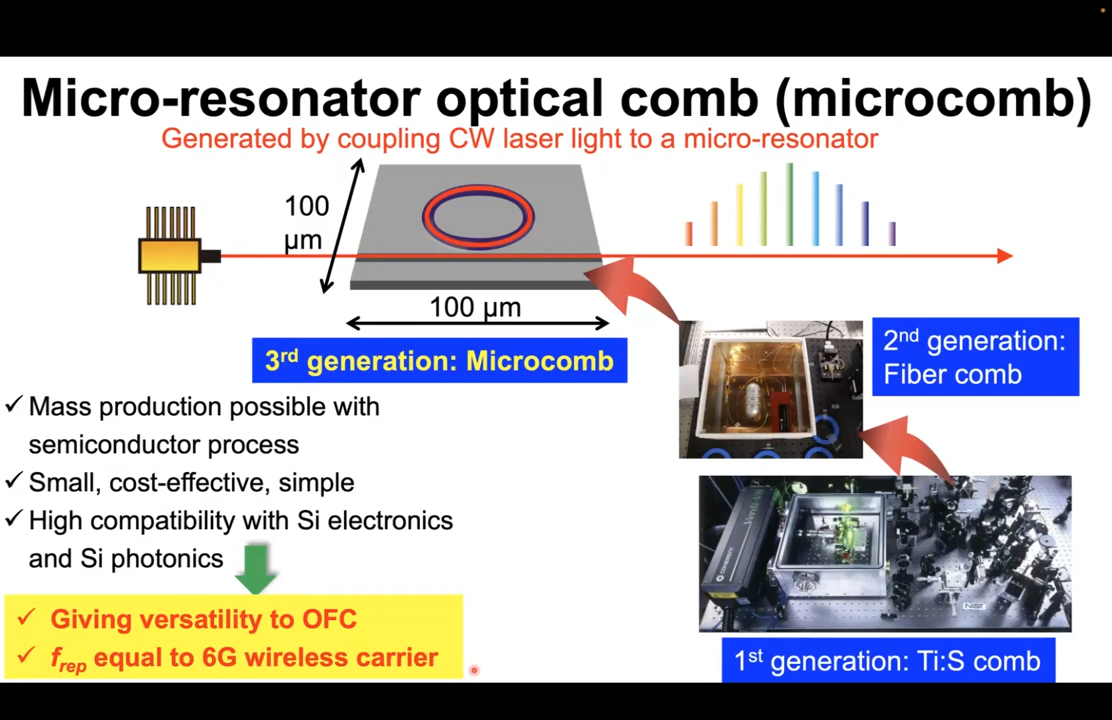 Micro-resonator optical comb (microcomb)
Generated by coupling CW laser light to a micro-resonator
100
µm
100 µm
3rd generation: Microcomb
2nd generation:
Fiber comb
✓ Mass production possible with
semiconductor process
✓ Small, cost-effective, simple
✓ High compatibility with Si electronics
and Si photonics
✓ Giving versatility to OFC
✓ frep equal to 6G wireless carrier
COHERENT
NIST
1st generation: Ti:S comb